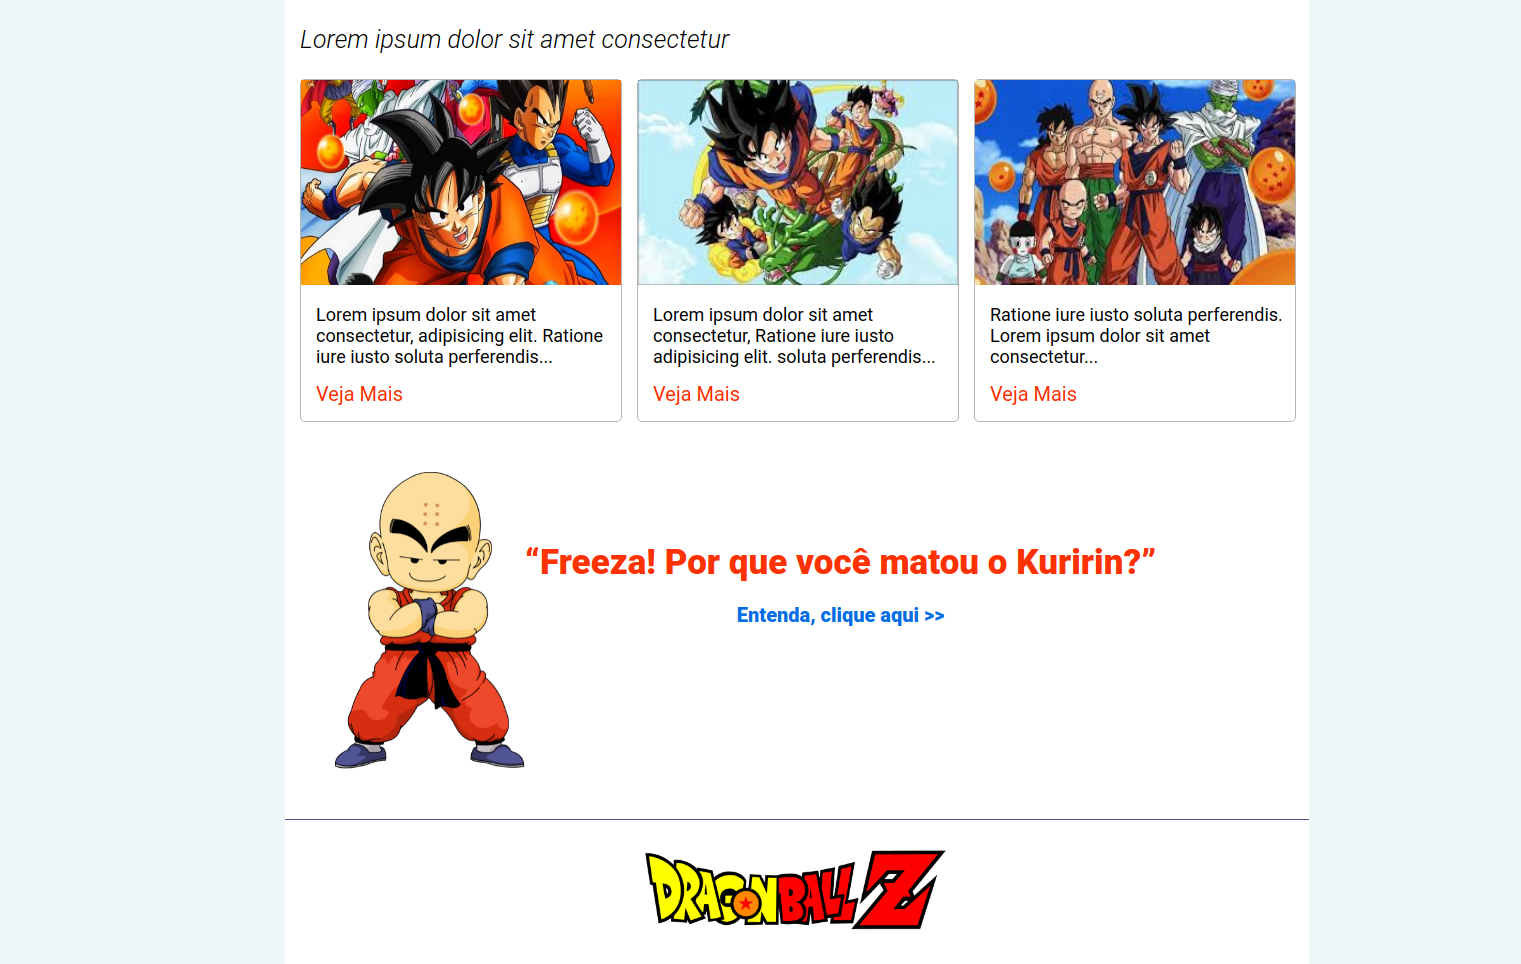 Lorem ipsum dolor sit amet consectetur
Lorem ipsum dolor sit amet
consectetur, adipisicing elit. Ratione
iure iusto soluta perferendis...
Veja Mais
Lorem ipsum dolor sit amet
consectetur, Ratione iure iusto
adipisicing elit. soluta perferendis...
Veja Mais
Ratione iure iusto soluta perferendis.
Lorem ipsum dolor sit amet
consectetur...
Veja Mais
“Freeza! Por que você matou o Kuririn?”
Entenda, clique aqui >>
DRAGONBALL Z